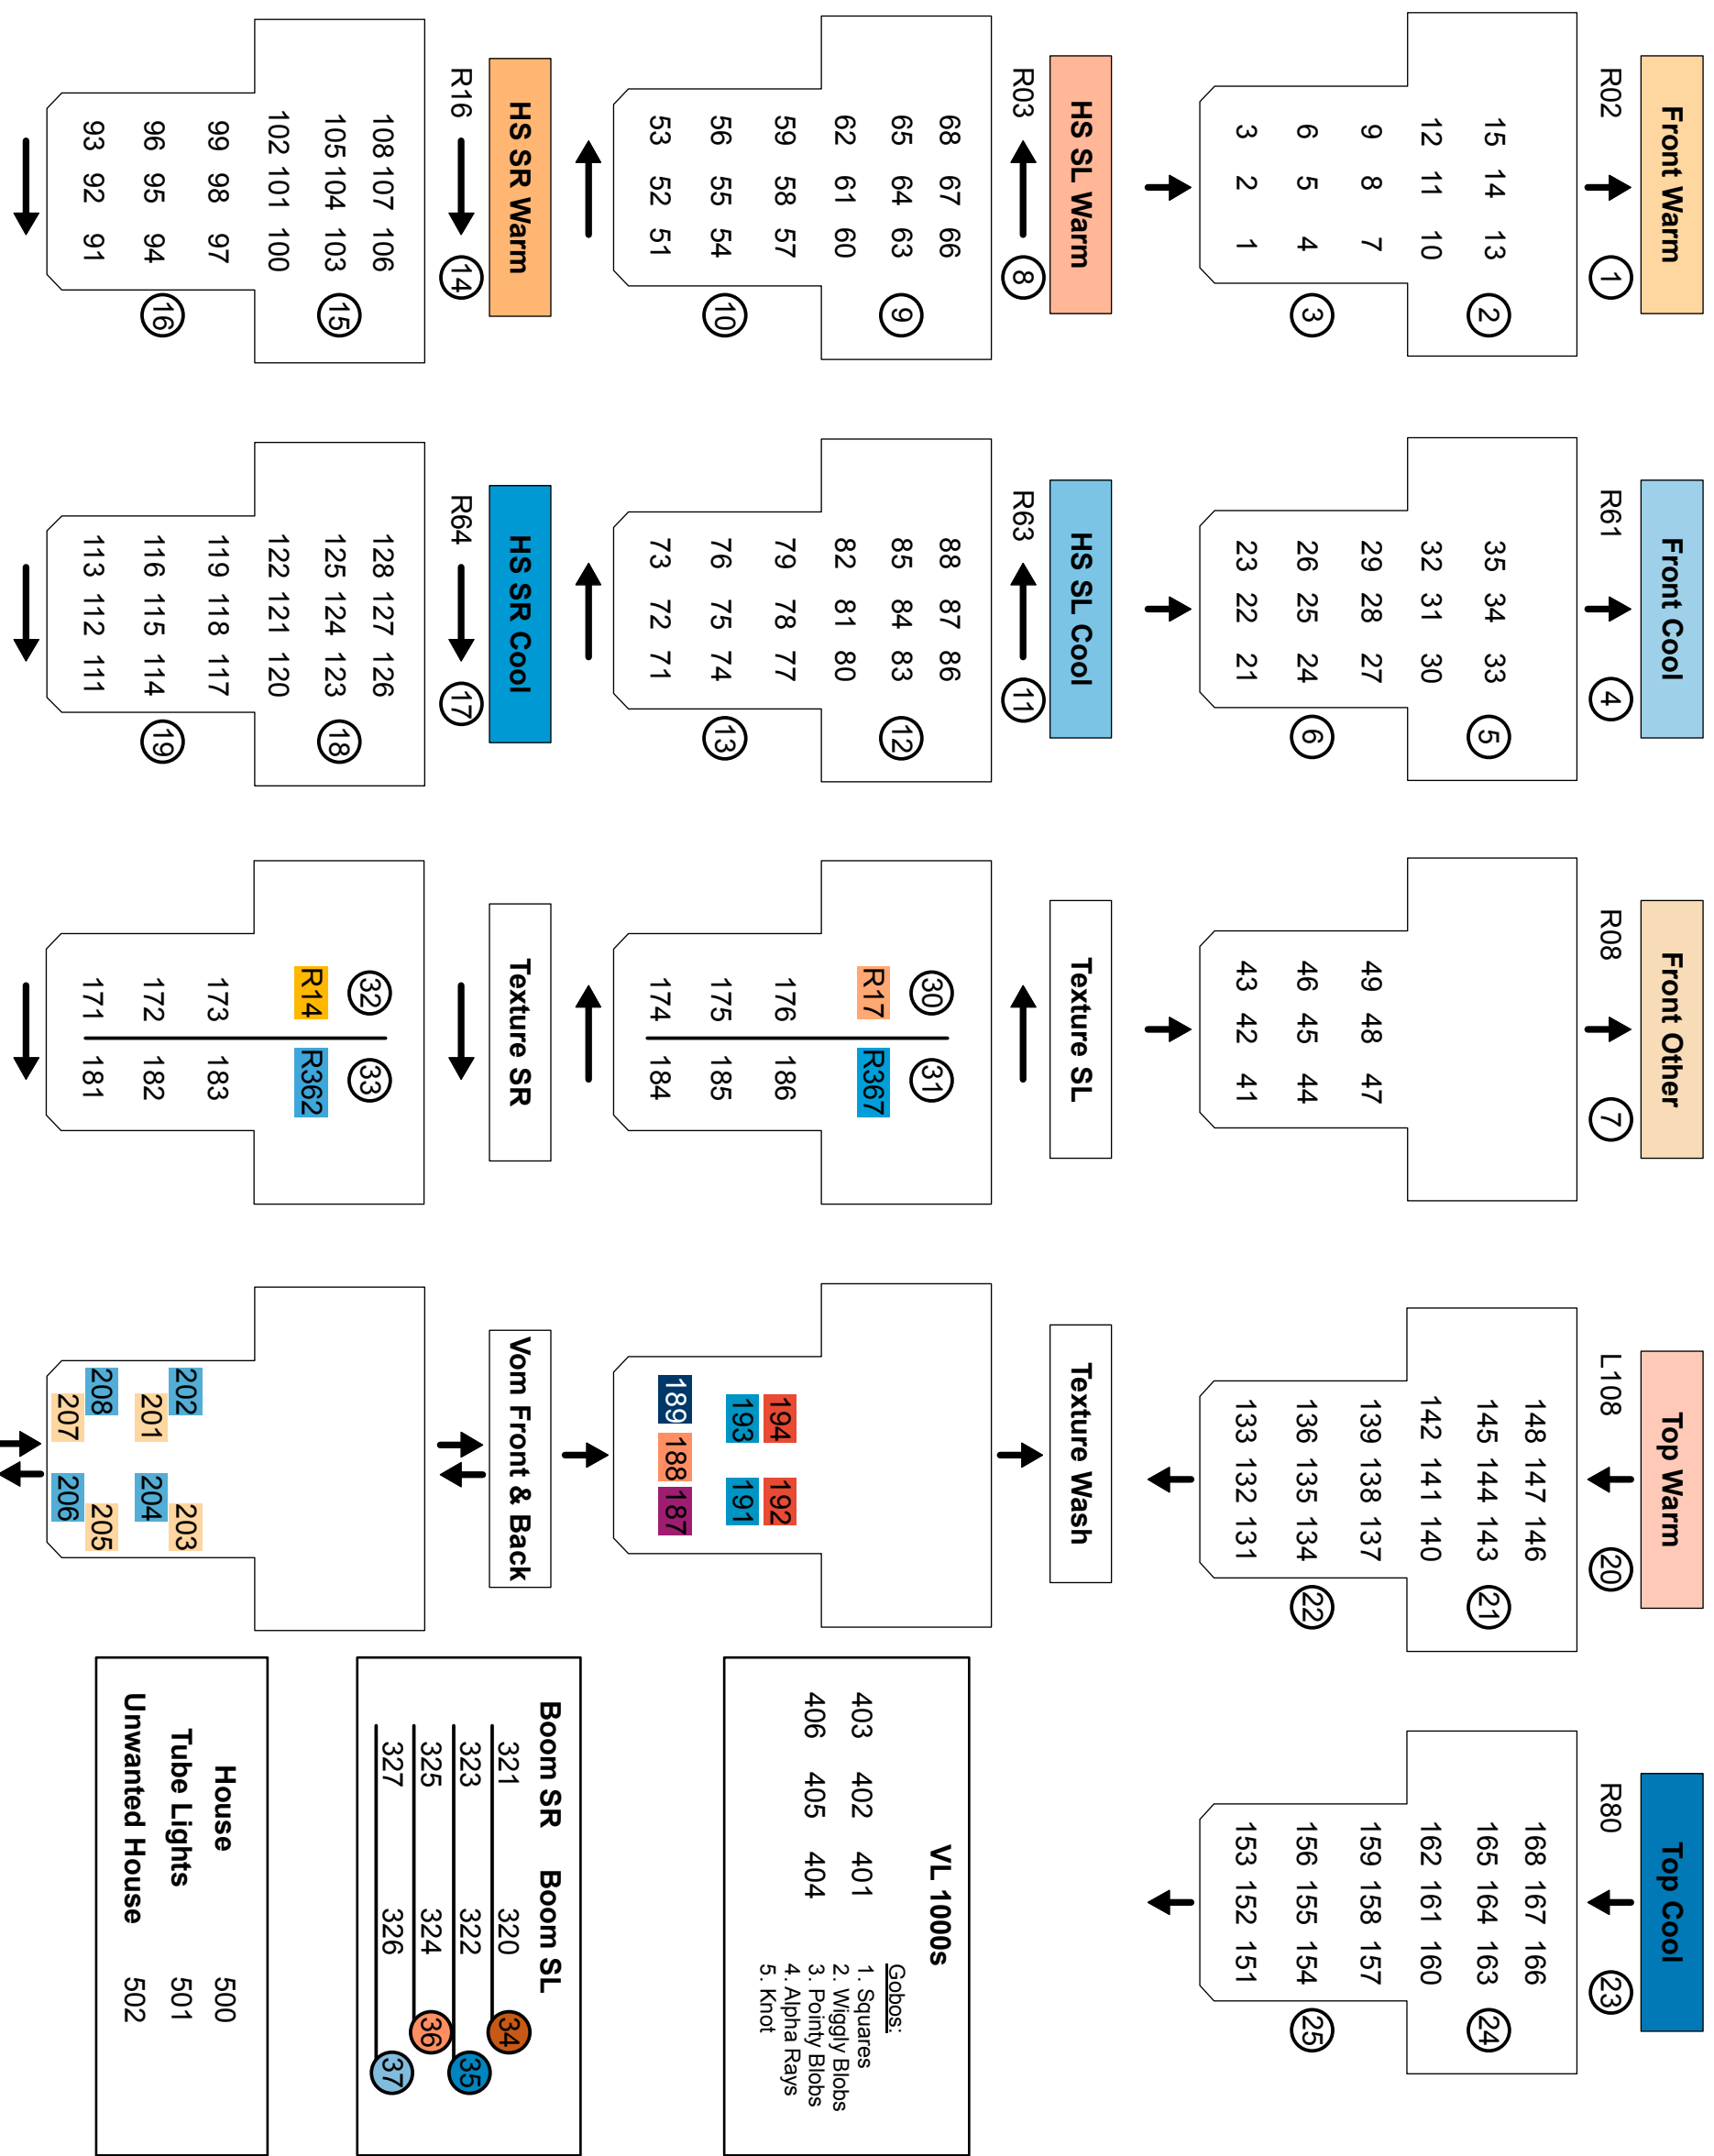 Front Warm
R02
1
15 14 13
12 11 10
9 8 7
6 5 4
3 2 1
2
3
Front Cool
R61
4
35 34 33
32 31 30
29 28 27
26 25 24
23 22 21
5
6
Front Other
R08
7
49 48 47
46 45 44
43 42 41
Top Warm
L108
20
148 147 146
145 144 143
142 141 140
139 138 137
136 135 134
133 132 131
21
22
Top Cool
R80
23
168 167 166
165 164 163
162 161 160
159 158 157
156 155 154
153 152 151
24
25
HS SL Warm
R03
8
68 67 66
65 64 63
62 61 60
59 58 57
56 55 54
53 52 51
9
10
HS SL Cool
R63
11
88 87 86
85 84 83
82 81 80
79 78 77
76 75 74
73 72 71
12
13
Texture SL
30 31
R17 R367
176 186
175 185
174 184
Texture Wash
194 192
193 191
189 188 187
VL 1000s
403 402 401
406 405 404
Gobos:
1. Squares
2. Wiggly Blobs
3. Pointy Blobs
4. Alpha Rays
5. Knot
HS SR Warm
R16
14
108 107 106
105 104 103
102 101 100
99 98 97
96 95 94
93 92 91
15
16
HS SR Cool
R64
17
128 127 126
125 124 123
122 121 120
119 118 117
116 115 114
113 112 111
18
19
Texture SR
32 33
R14 R362
173 183
172 182
171 181
Vom Front & Back
202 203
201 204
208 205
207 206
Boom SR Boom SL
321 320 34
323 322 35
325 324 36
327 326 37
House 500
Tube Lights 501
Unwanted House 502